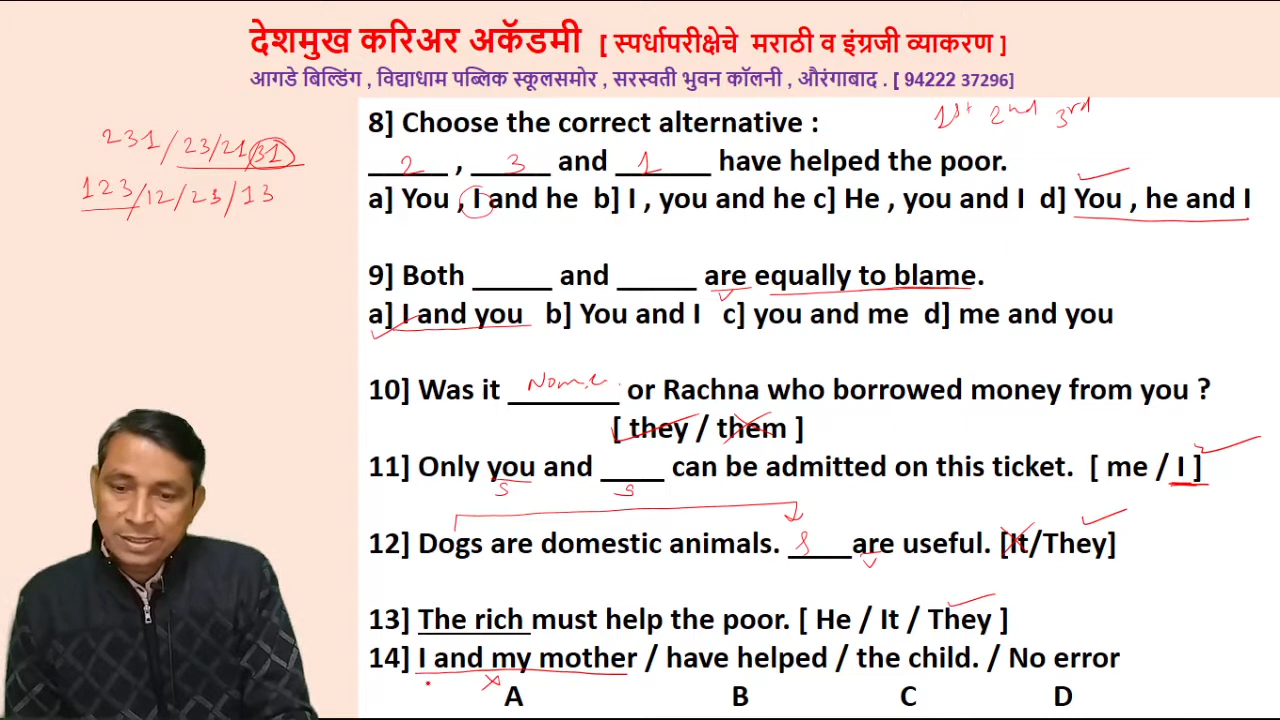 देशमुख करिअर अकॅडमी [ स्पर्धापरीक्षेचे मराठी व इंग्रजी व्याकरण ]
आगडे बिल्डिंग , विद्याधाम पब्लिक स्कूलसमोर , सरस्वती भुवन कॉलनी , औरंगाबाद . [ 94222 37296]
231 / 23/21/31
123/12/23/13
8] Choose the correct alternative :
1st 2nd 3rd
__2__ , __3__ and __1__ have helped the poor.
a] You , I and he b] I , you and he c] He , you and I d] You , he and I
9] Both _____ and _____ are equally to blame.
a] I and you b] You and I c] you and me d] me and you
10] Was it _______ or Rachna who borrowed money from you ?
[ they / them ]
11] Only you and ____ can be admitted on this ticket. [ me / I ]
S S
12] Dogs are domestic animals. ____are useful. [It/They]
13] The rich must help the poor. [ He / It / They ]
14] I and my mother / have helped / the child. / No error
A B C D